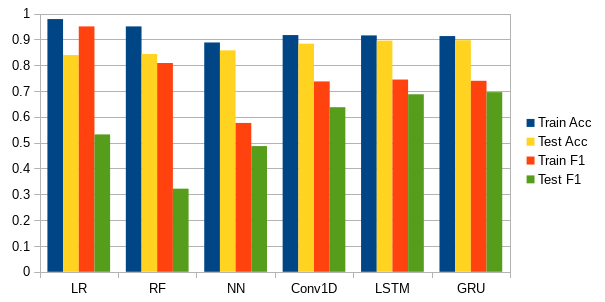 1
0.9
0.8
0.7
0.6
0.5
0.4
0.3
0.2
0.1
0
LR RF NN Conv1D LSTM GRU
Train Acc
Test Acc
Train F1
Test F1